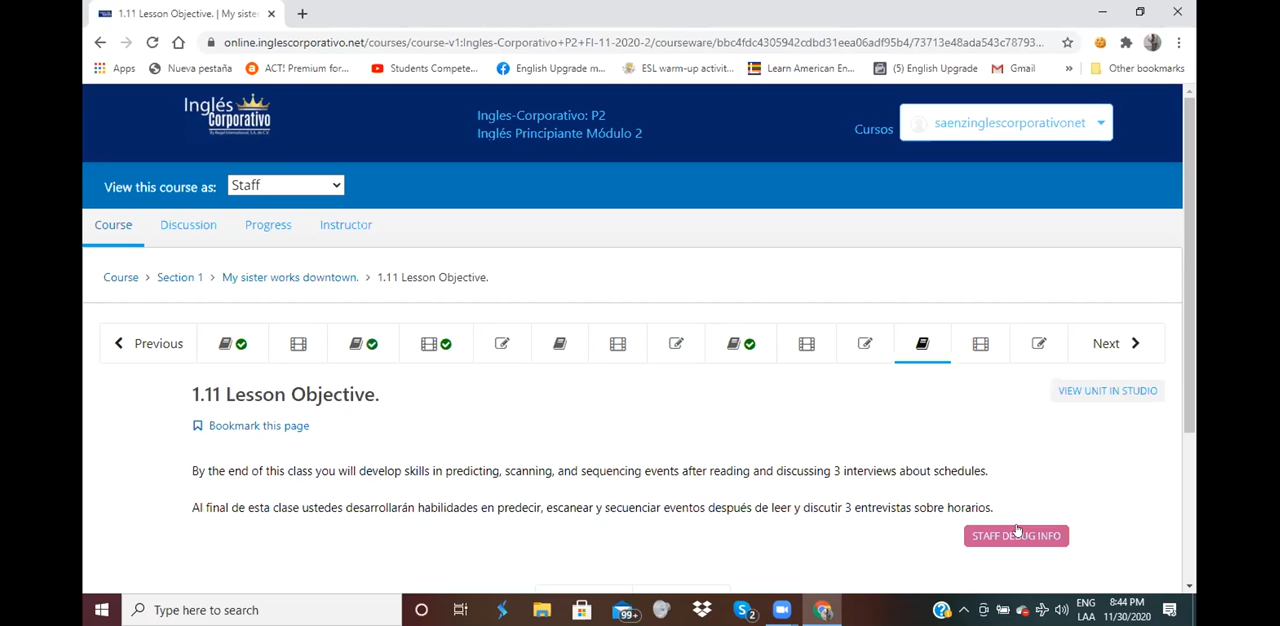 1.11 Lesson Objective. | My siste
online.inglescorporativo.net/courses/course-v1:Ingles-Corporativo+P2+FI-11-2020-2/courseware/bbc4fdc4305942cdbd31eea06adf95b4/73713e48ada543c78793...
Apps Nueva pestaña ACT! Premium for... Students Compete... English Upgrade m... ESL warm-up activit... Learn American En... (5) English Upgrade Gmail » Other bookmarks
Inglés Corporativo
Ingles-Corporativo: P2
Inglés Principiante Módulo 2
Cursos saenzinglescorporativonet
View this course as: Staff
Course Discussion Progress Instructor
Course > Section 1 > My sister works downtown. > 1.11 Lesson Objective.
Previous Next
1.11 Lesson Objective.
VIEW UNIT IN STUDIO
Bookmark this page
By the end of this class you will develop skills in predicting, scanning, and sequencing events after reading and discussing 3 interviews about schedules.
Al final de esta clase ustedes desarrollarán habilidades en predecir, escanear y secuenciar eventos después de leer y discutir 3 entrevistas sobre horarios.
STAFF DEBUG INFO
Type here to search 99+ 2 ENG 8:44 PM
LAA 11/30/2020